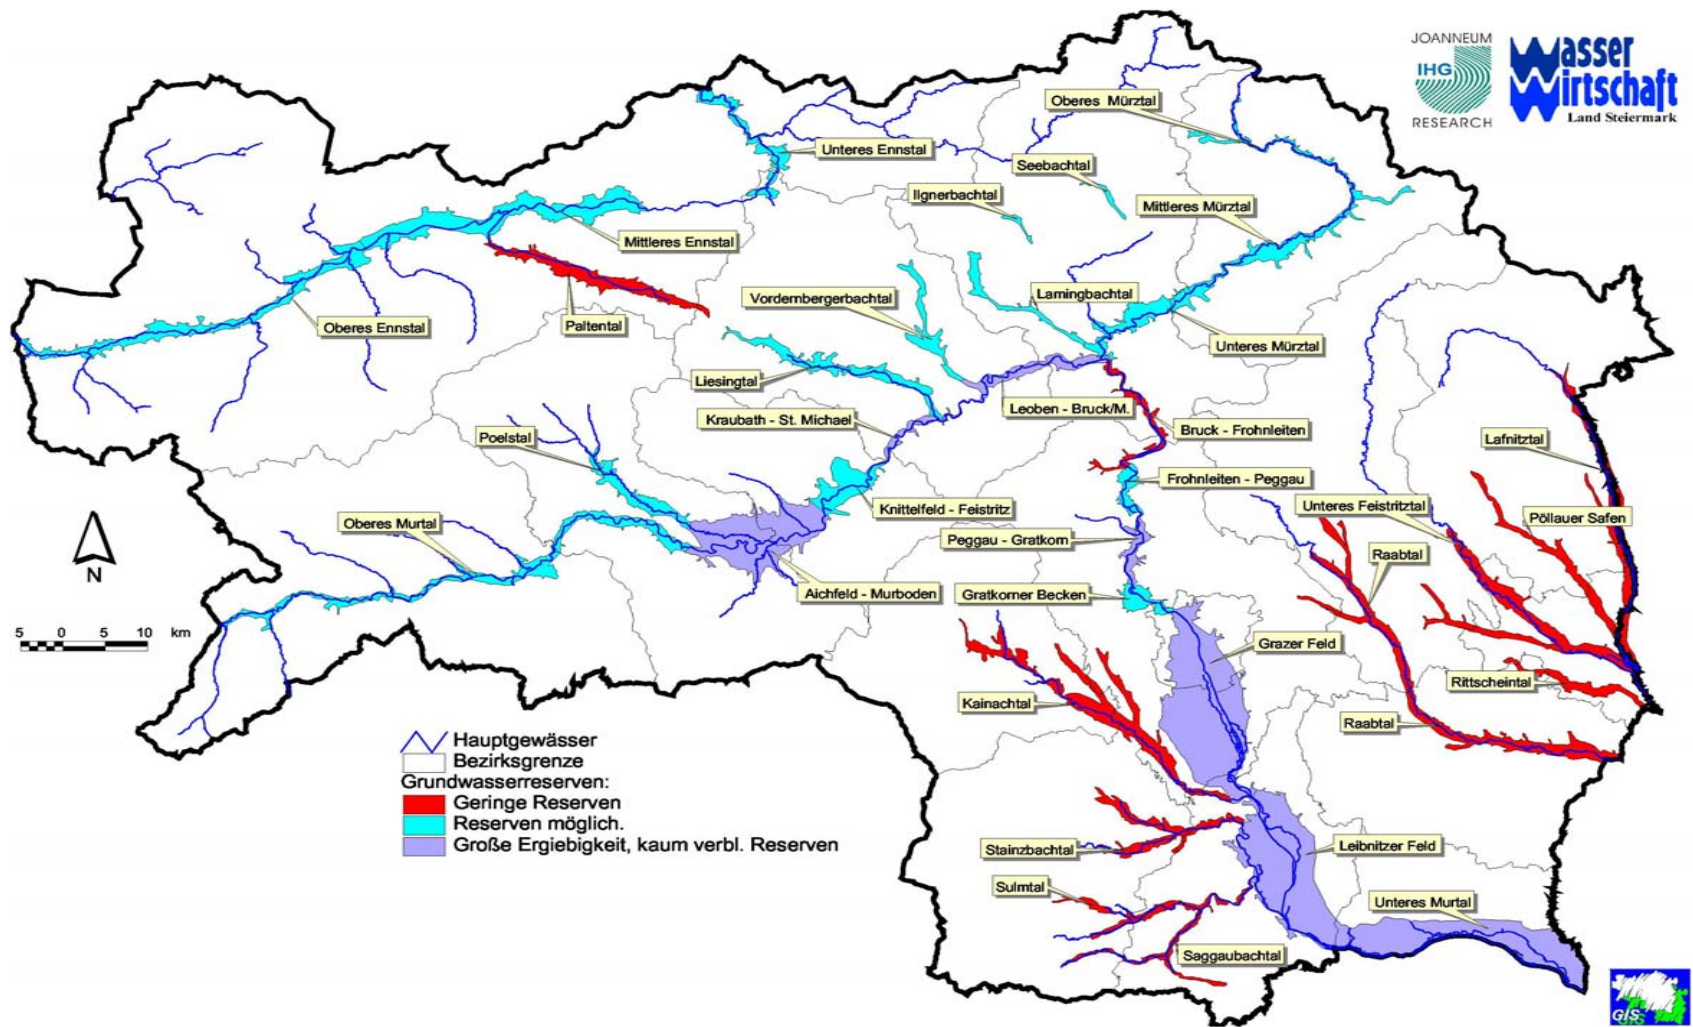 JOANNEUM
IHG
RESEARCH
Wasser
Wirtschaft
Land Steiermark
Oberes Mürztal
Unteres Ennstal
Seebachtal
Ilgnerbachtal
Mittleres Mürztal
Mittleres Ennstal
Vordernbergerbachtal
Lamingbachtal
Oberes Ennstal
Paltental
Unteres Mürztal
Liesingtal
Leoben - Bruck/M.
Kraubath - St. Michael
Bruck - Frohnleiten
Poelstal
Lafnitztal
Frohnleiten - Peggau
Knittelfeld - Feistritz
Unteres Feistritztal
Oberes Murtal
Pöllauer Safen
Peggau - Gratkorn
Raabtal
N
Aichfeld - Murboden
Gratkorner Becken
5 0 5 10 km
Grazer Feld
Rittscheintal
Kainachtal
Raabtal
Hauptgewässer
Bezirksgrenze
Grundwasserreserven:
Geringe Reserven
Reserven möglich.
Große Ergiebigkeit, kaum verbl. Reserven
Stainzbachtal
Leibnitzer Feld
Sulmtal
Unteres Murtal
Saggaubachtal
GIS